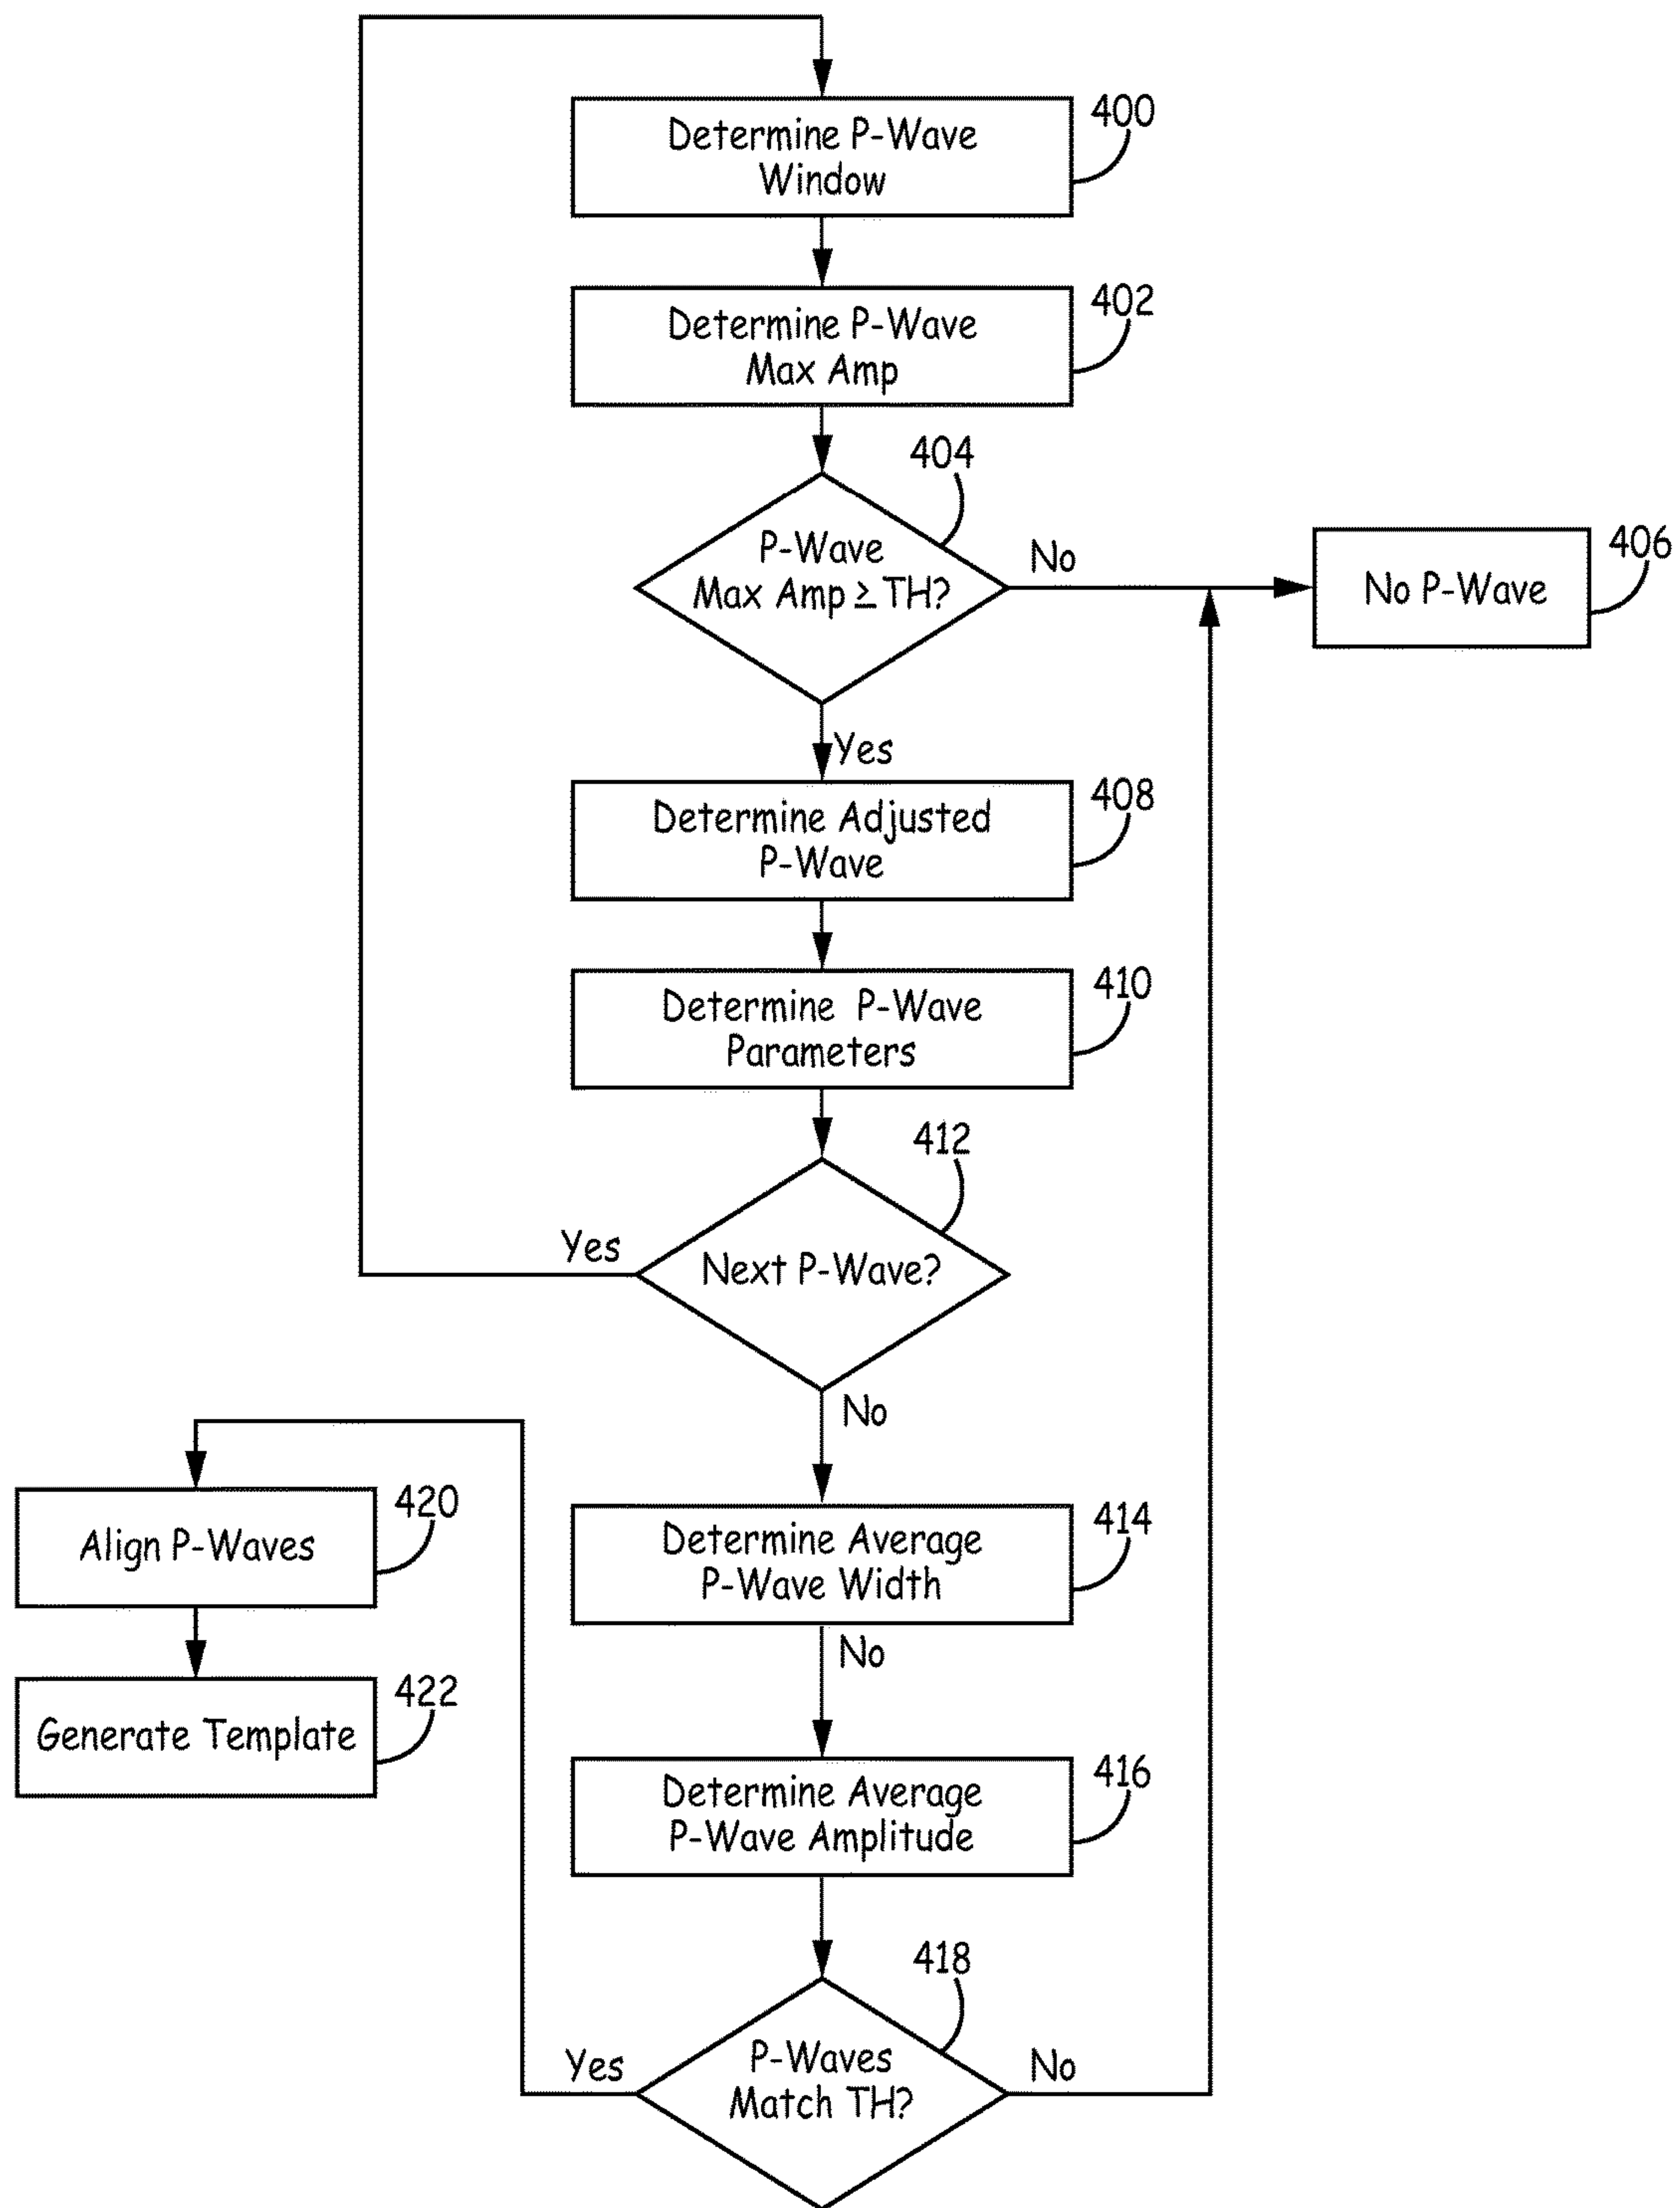 Determine P-Wave
Window
400
Determine P-Wave
Max Amp
402
404
P-Wave
Max Amp ≥ TH?
No
No P-Wave
406
Yes
Determine Adjusted
P-Wave
408
Determine P-Wave
Parameters
410
412
Next P-Wave?
Yes
No
Determine Average
P-Wave Width
414
No
Determine Average
P-Wave Amplitude
416
418
P-Waves
Match TH?
Yes
No
Align P-Waves
420
Generate Template
422